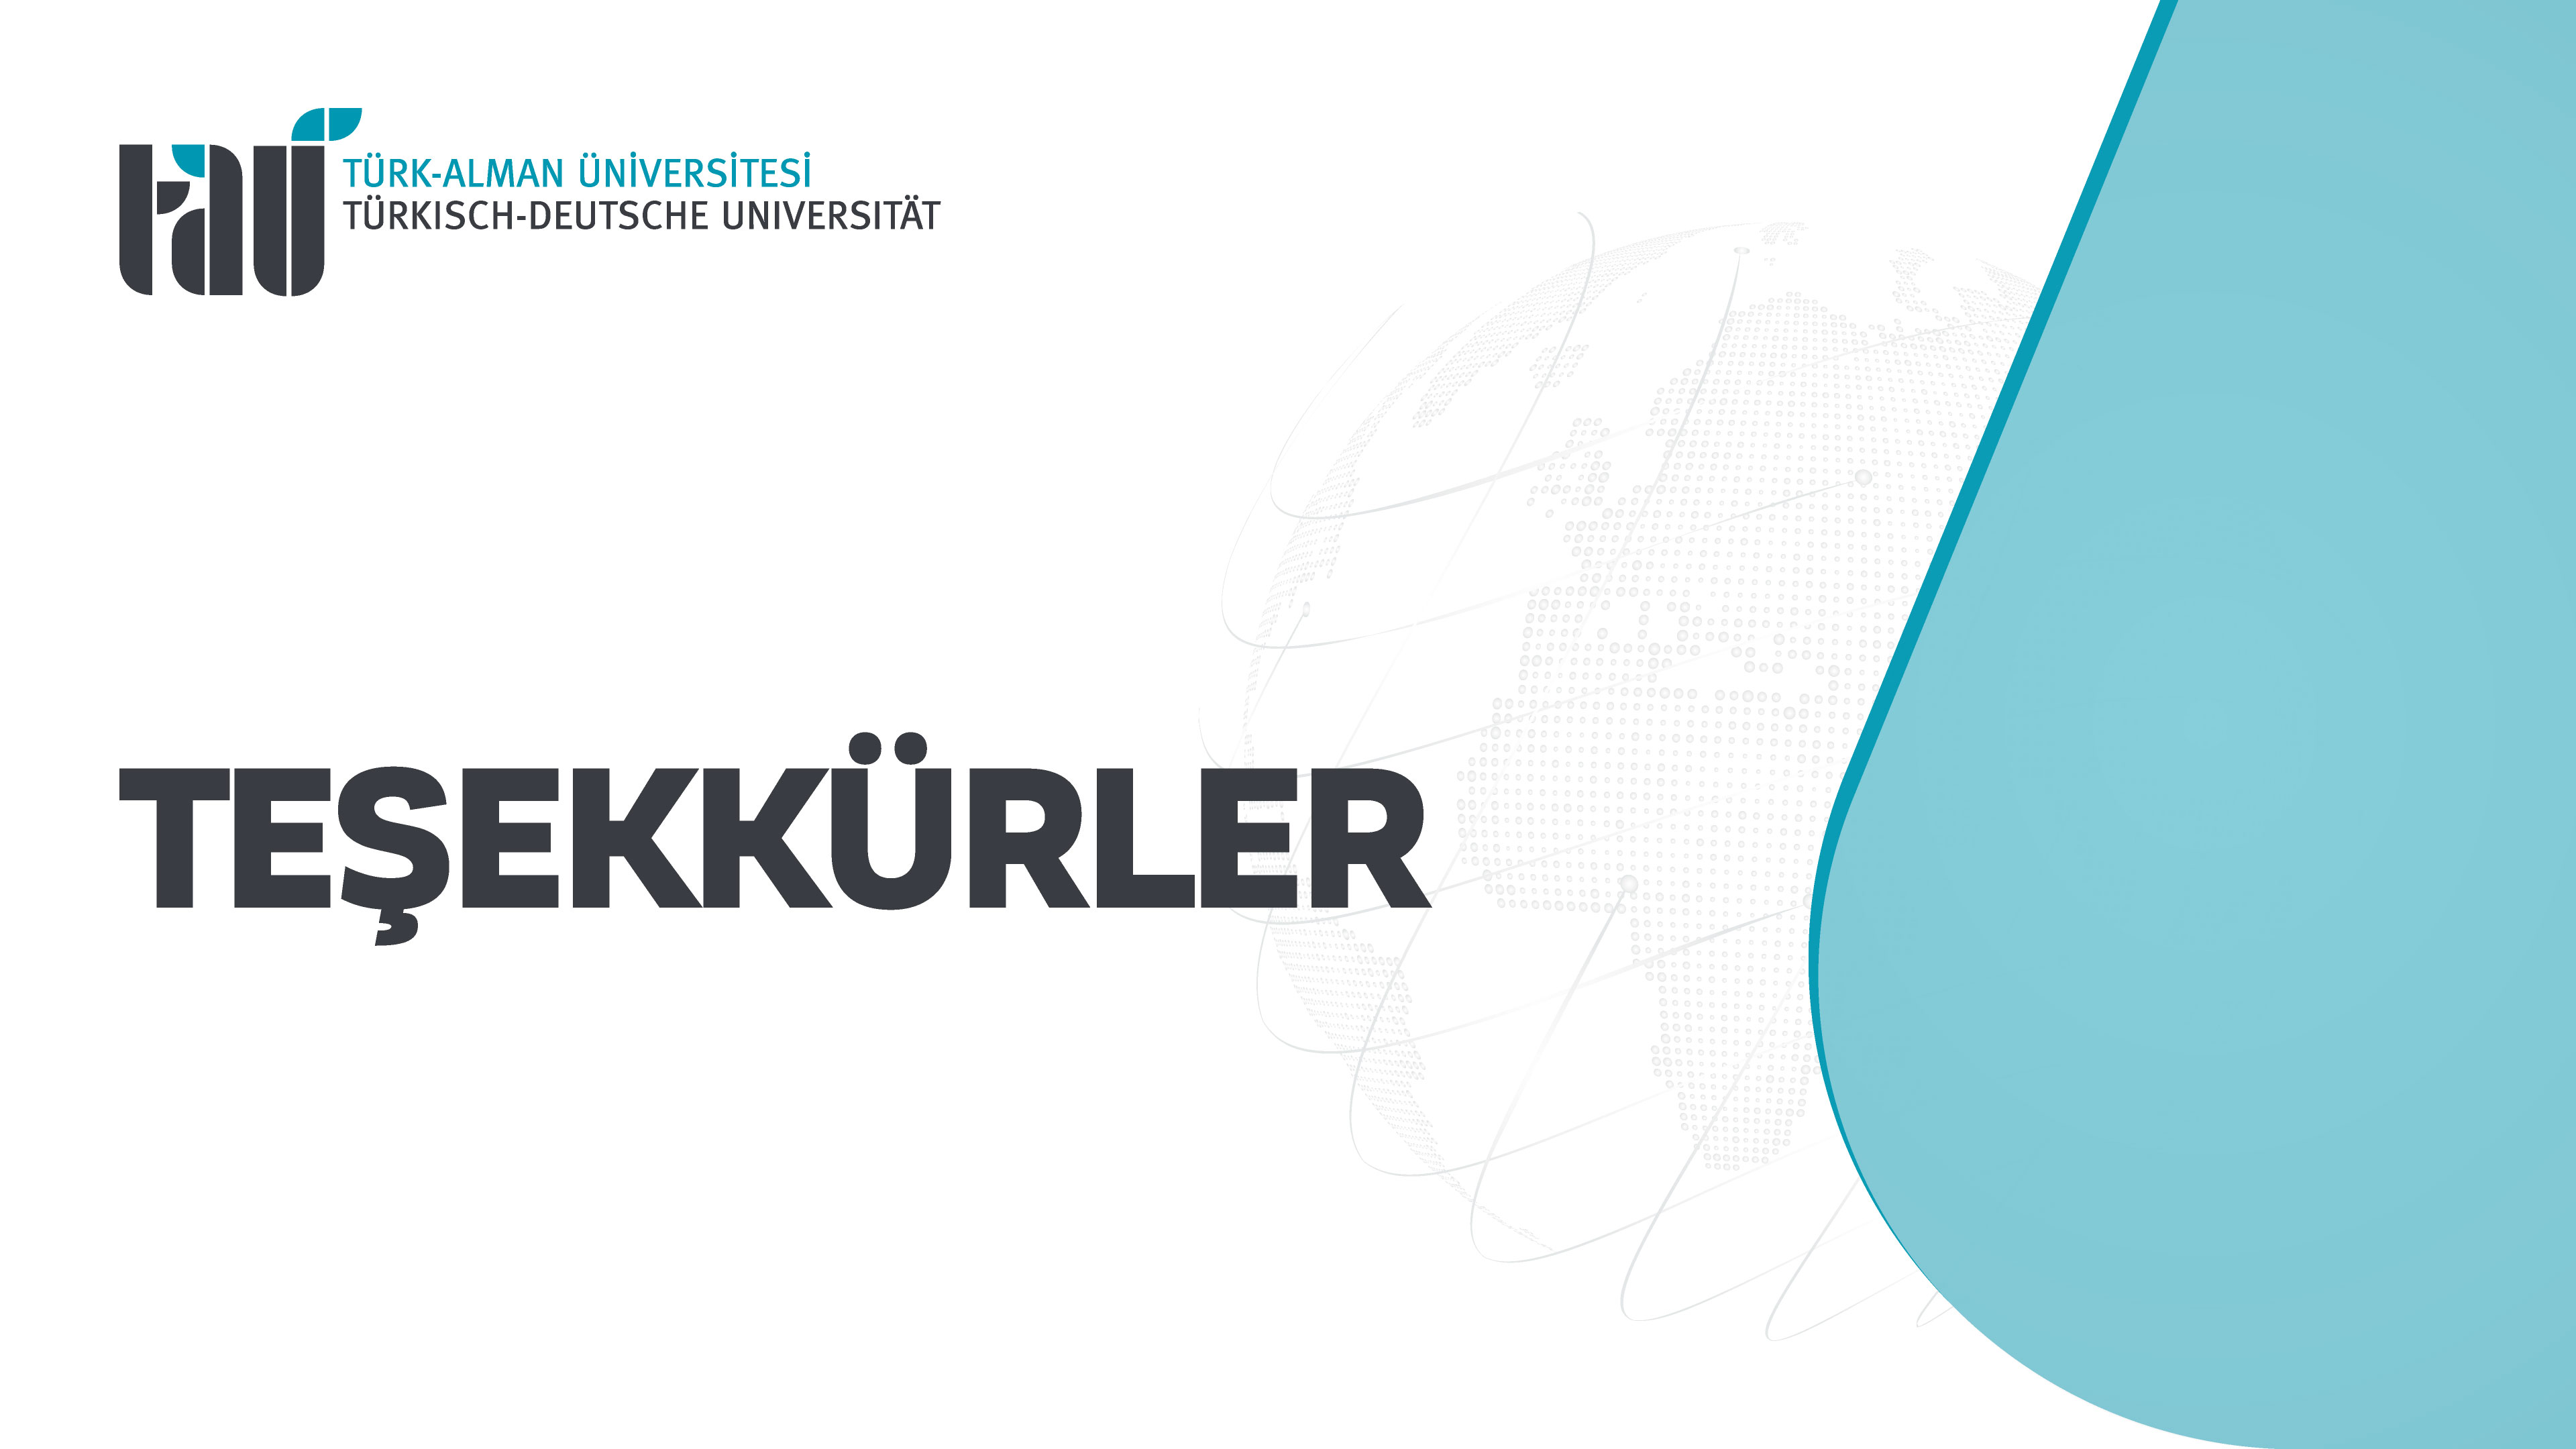 tau
TÜRK-ALMAN ÜNİVERSİTESİ
TÜRKISCH-DEUTSCHE UNIVERSITÄT
TEŞEKKÜRLER